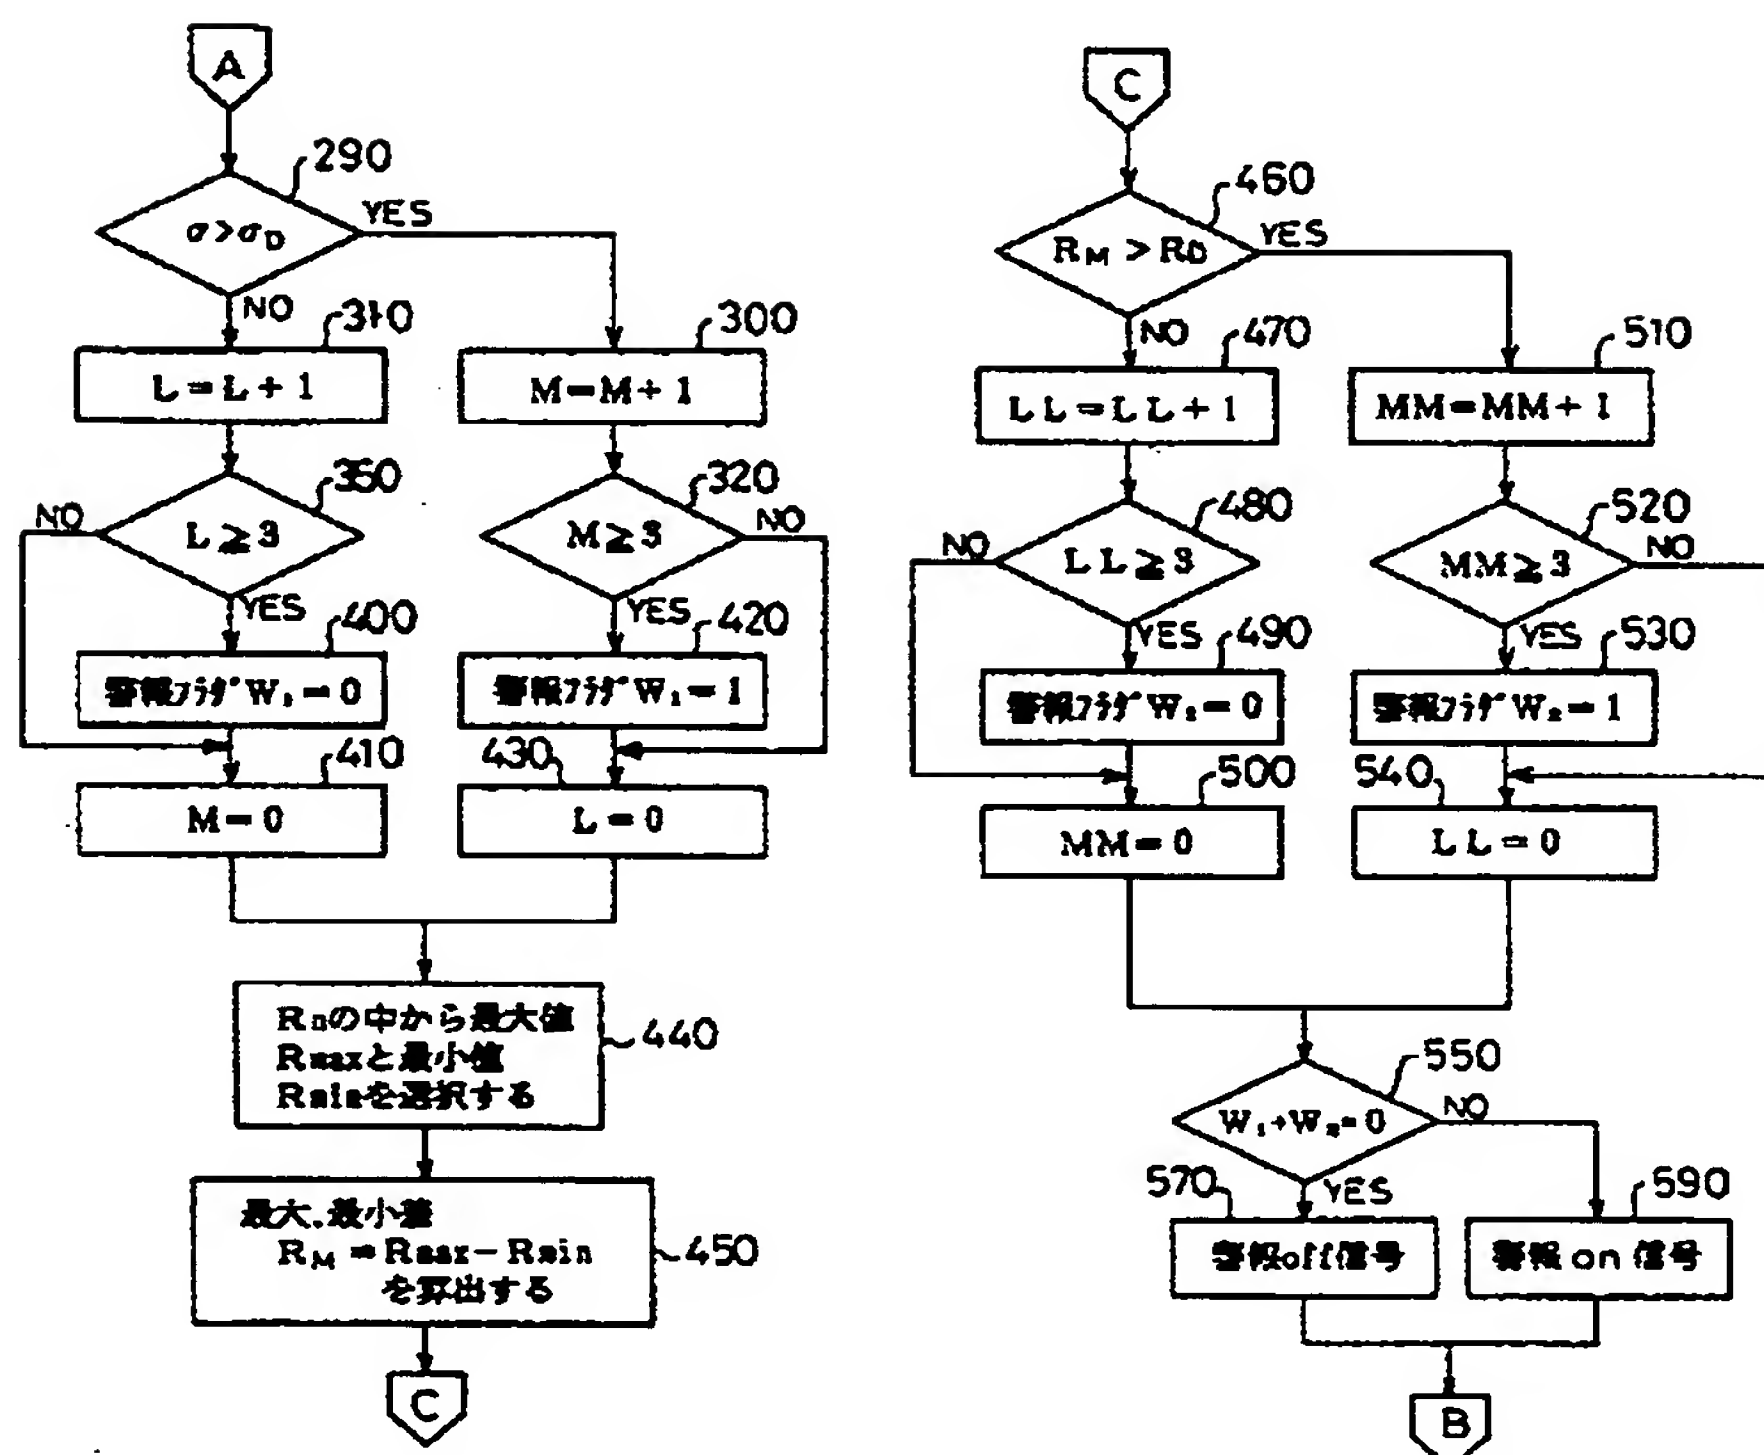 A
290
σ>σD
YES
NO
310
L=L+1
300
M=M+1
350
L≧3
NO
YES
320
M≧3
NO
YES
400
警報フラグW₁=0
420
警報フラグW₁=1
410
M=0
430
L=0
Rnの中から最大値
Rmaxと最小値
Rminを選択する
440
最大、最小差
RM=Rmax-Rmin
を算出する
450
C
C
460
RM>RD
YES
NO
470
LL=LL+1
510
MM=MM+1
480
LL≧3
NO
YES
520
MM≧3
NO
YES
490
警報フラグW₂=0
530
警報フラグW₂=1
500
MM=0
540
LL=0
550
W₁+W₂=0
NO
YES
570
警報off信号
590
警報on信号
B